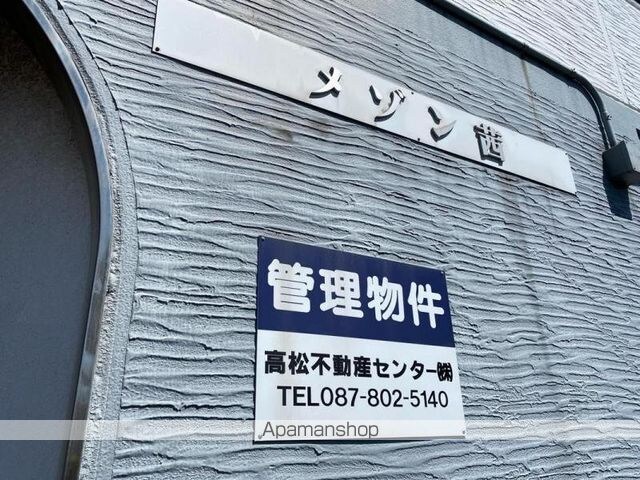 メゾン茜
管理物件
高松不動産センター㈱
TEL087-802-5140
Apamanshop